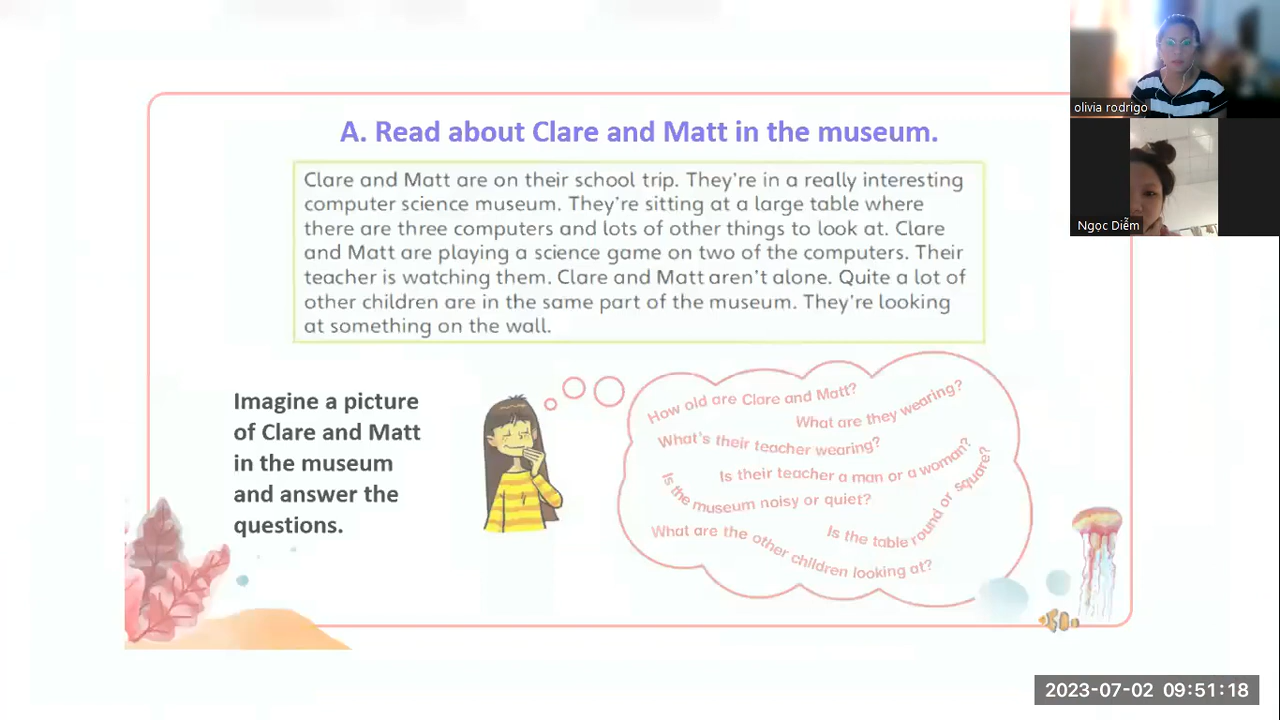 A. Read about Clare and Matt in the museum.
Clare and Matt are on their school trip. They're in a really interesting
computer science museum. They're sitting at a large table where
there are three computers and lots of other things to look at. Clare
and Matt are playing a science game on two of the computers. Their
teacher is watching them. Clare and Matt aren't alone. Quite a lot of
other children are in the same part of the museum. They're looking
at something on the wall.
Imagine a picture
of Clare and Matt
in the museum
and answer the
questions.
How old are Clare and Matt?
What are they wearing?
What's their teacher wearing?
Is their teacher a man or a woman?
Is the museum noisy or quiet?
Is the table round or square?
What are the other children looking at?
olivia rodrigo
Ngọc Diễm
2023-07-02 09:51:18